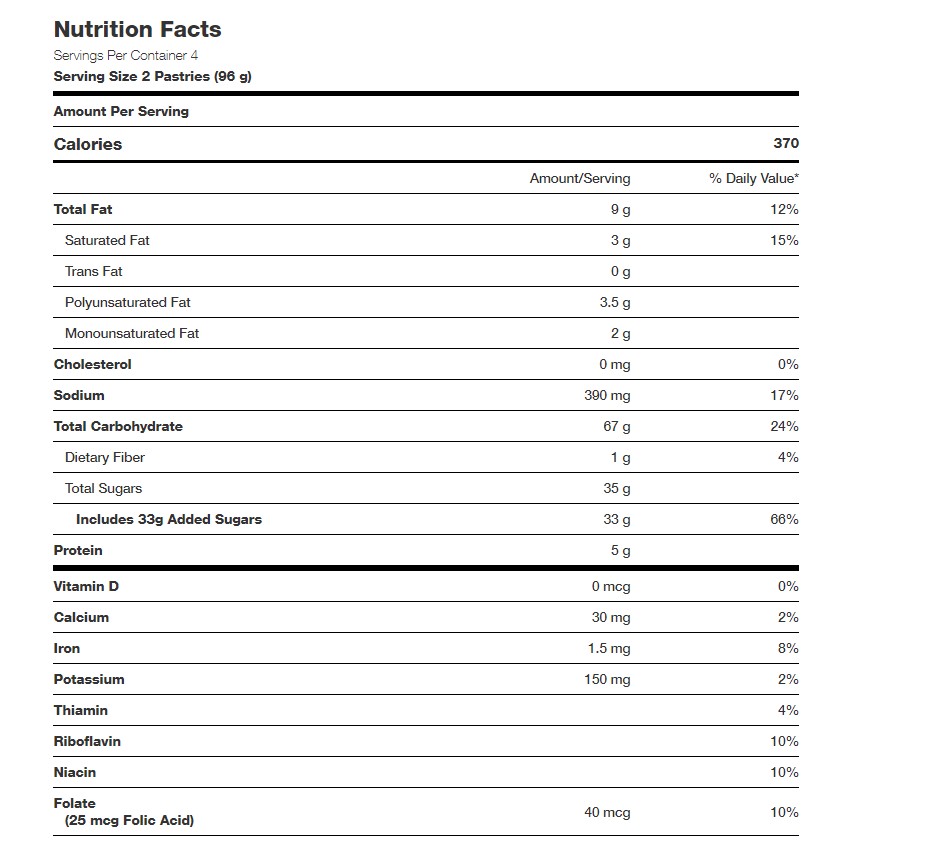 Nutrition Facts
Servings Per Container 4
Serving Size 2 Pastries (96 g)
Amount Per Serving
Calories 370
Amount/Serving % Daily Value*
Total Fat 9 g 12%
Saturated Fat 3 g 15%
Trans Fat 0 g
Polyunsaturated Fat 3.5 g
Monounsaturated Fat 2 g
Cholesterol 0 mg 0%
Sodium 390 mg 17%
Total Carbohydrate 67 g 24%
Dietary Fiber 1 g 4%
Total Sugars 35 g
Includes 33g Added Sugars 33 g 66%
Protein 5 g
Vitamin D 0 mcg 0%
Calcium 30 mg 2%
Iron 1.5 mg 8%
Potassium 150 mg 2%
Thiamin 4%
Riboflavin 10%
Niacin 10%
Folate
(25 mcg Folic Acid) 40 mcg 10%